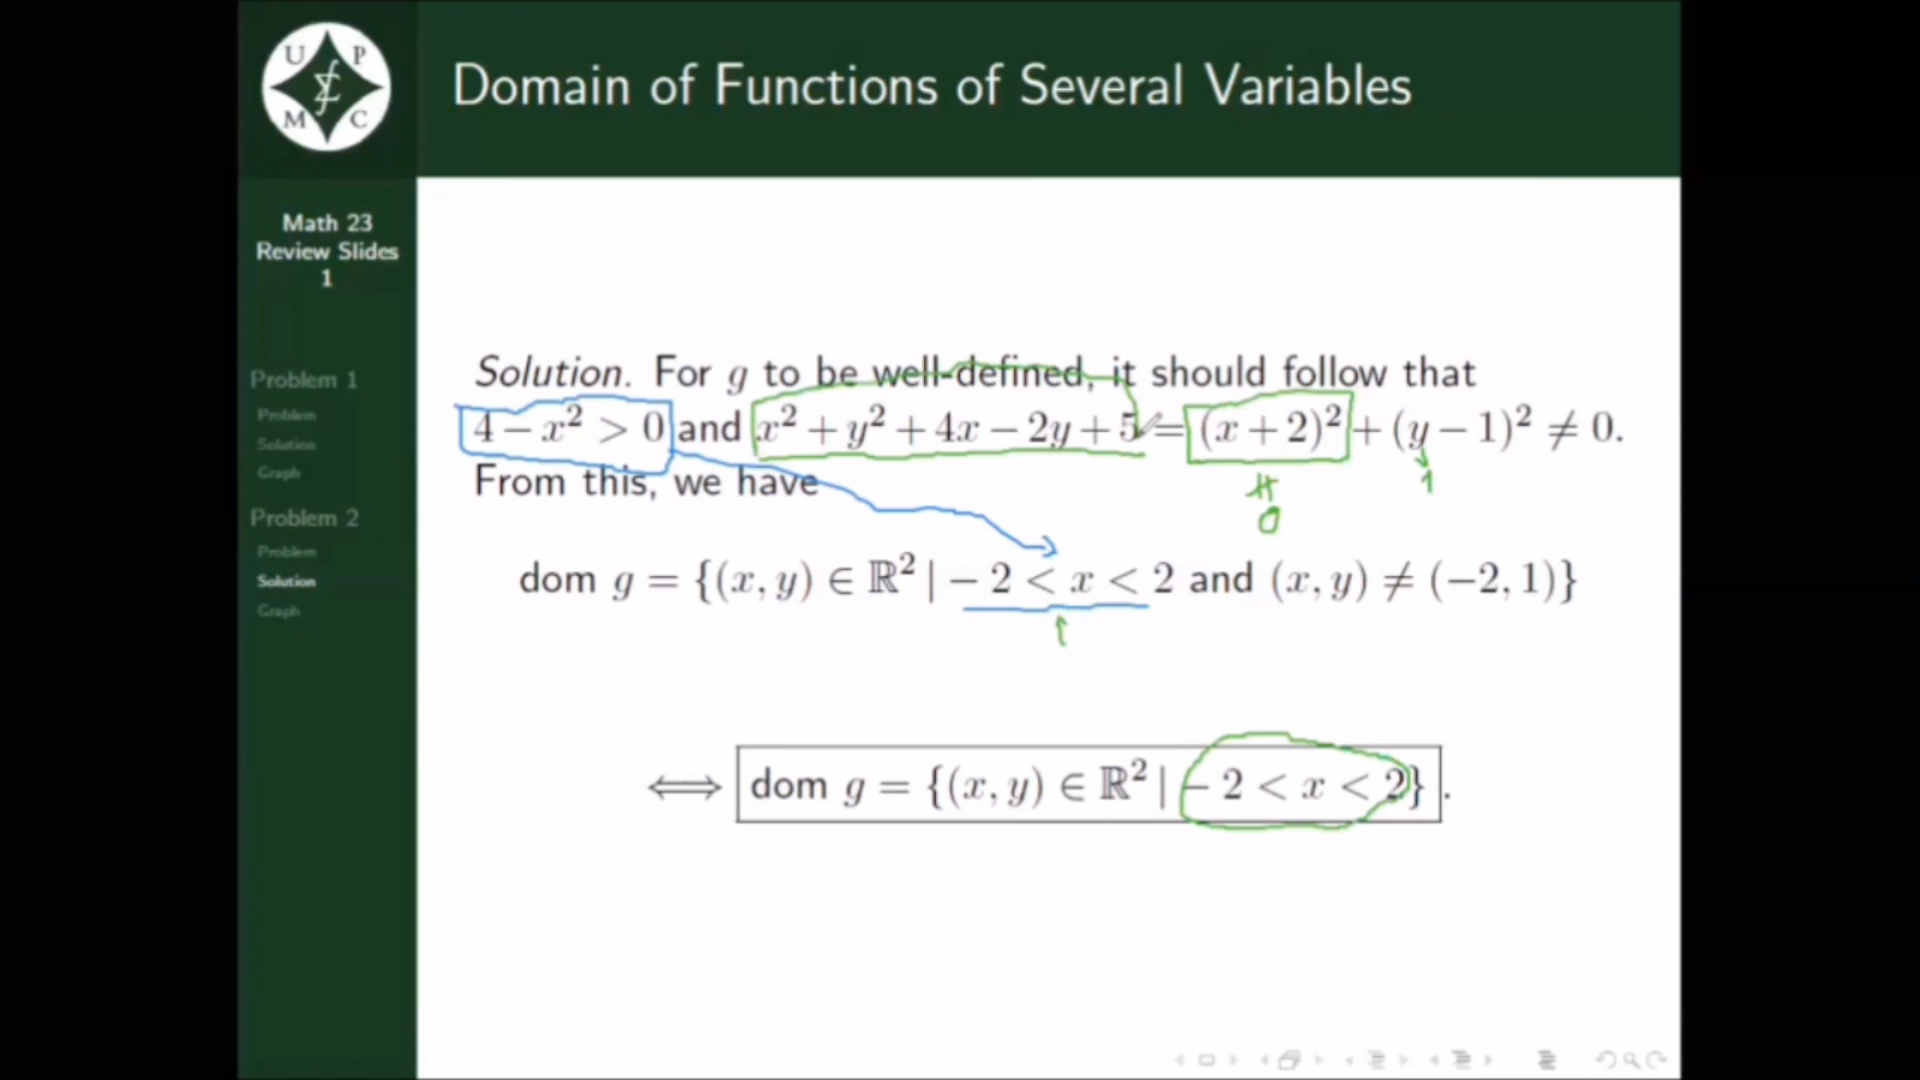 U P
£
M C
Domain of Functions of Several Variables
Math 23
Review Slides
1
Problem 1
Problem
Solution
Graph
Problem 2
Problem
Solution
Graph
Solution. For g to be well-defined, it should follow that
4 − x² > 0 and x² + y² + 4x − 2y + 5 = (x + 2)² + (y − 1)² ≠ 0.
From this, we have
≠ 1
0
dom g = {(x, y) ∈ ℝ² | − 2 < x < 2 and (x, y) ≠ (−2, 1)}
⟺ dom g = {(x, y) ∈ ℝ² | − 2 < x < 2}.